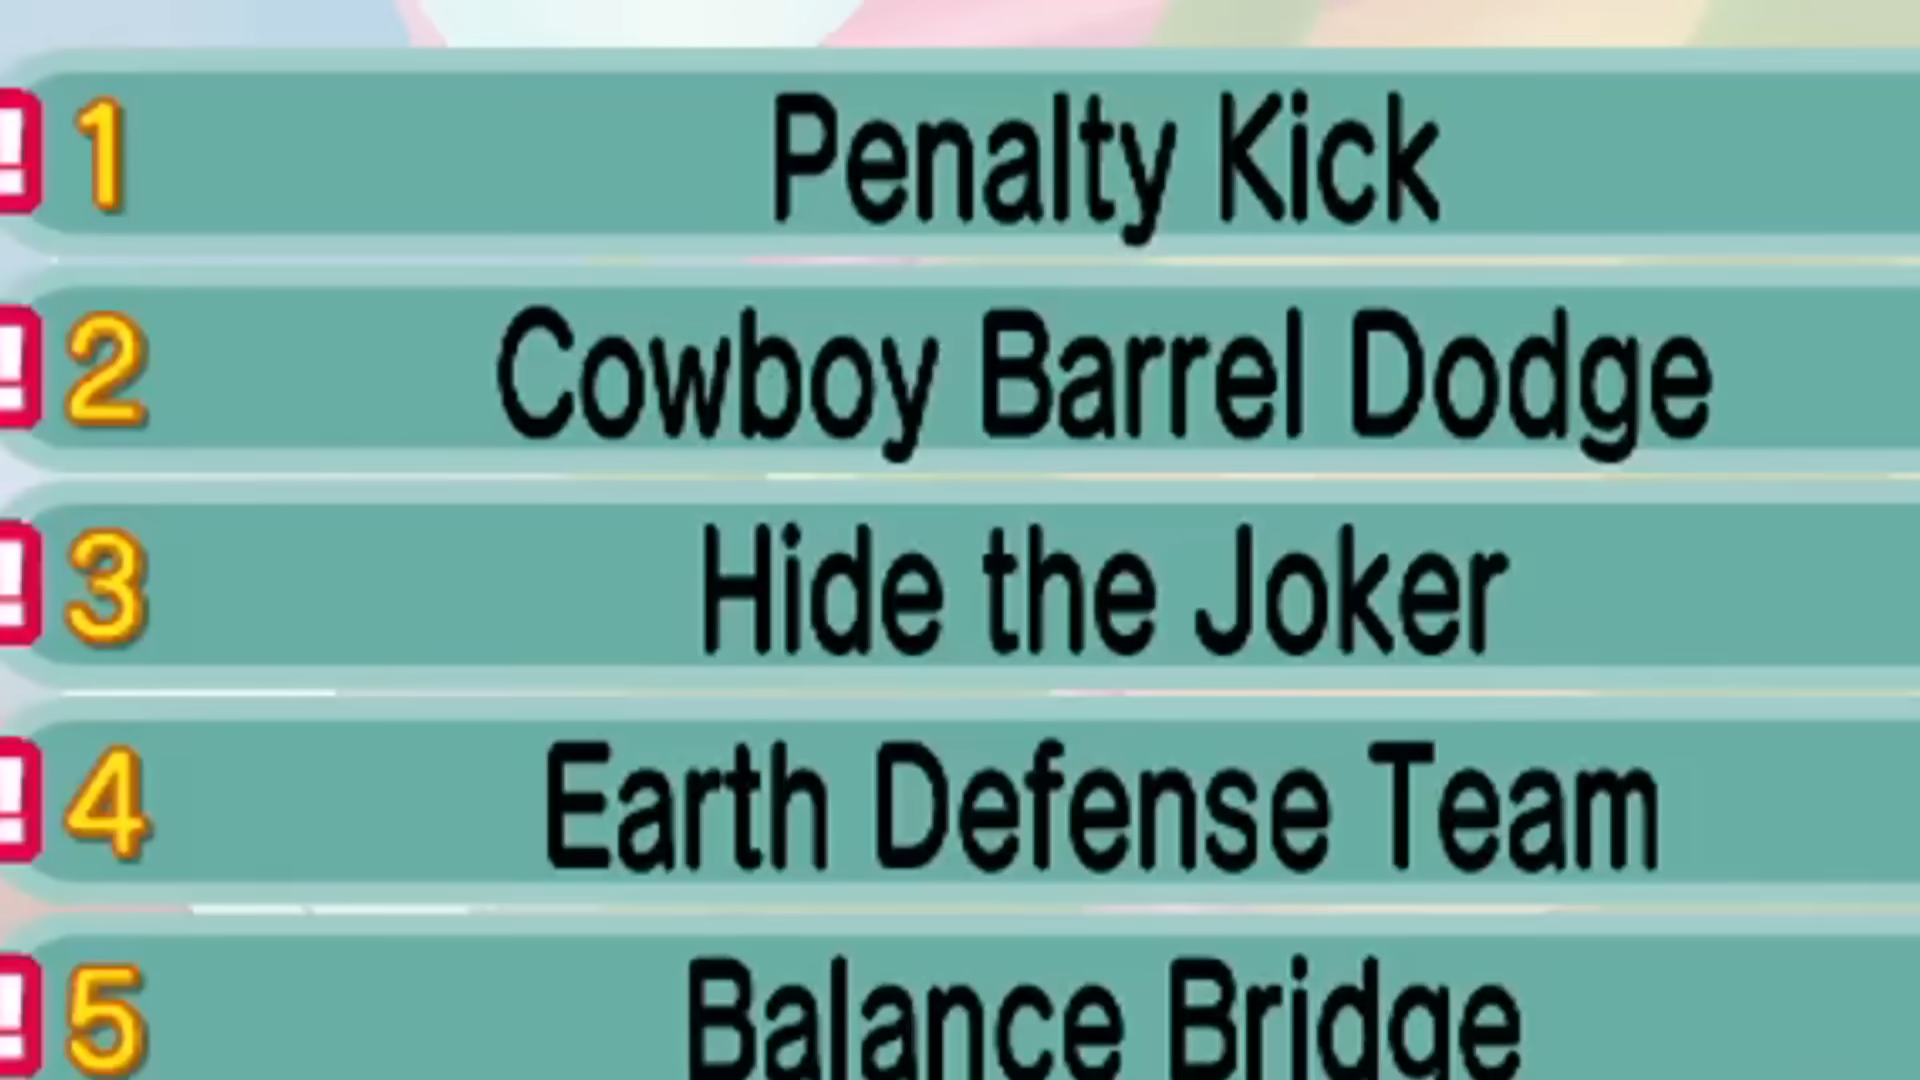 ! 1 Penalty Kick
! 2 Cowboy Barrel Dodge
! 3 Hide the Joker
! 4 Earth Defense Team
! 5 Balance Bridge